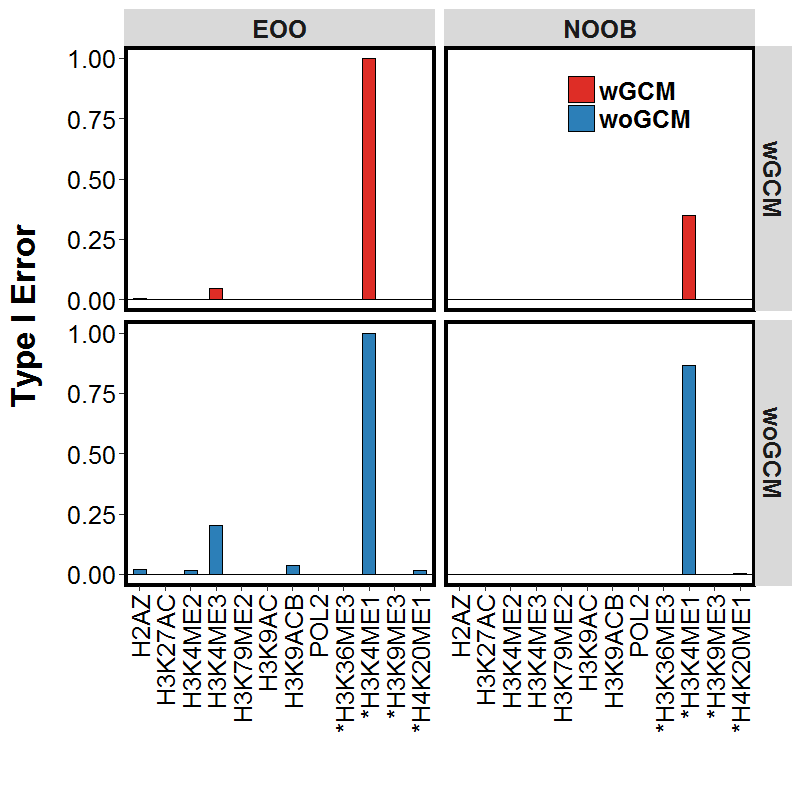 EOO
NOOB
1.00
0.75
0.50
0.25
0.00
wGCM
woGCM
wGCM
Type I Error
1.00
0.75
0.50
0.25
0.00
woGCM
H2AZ
H3K27AC
H3K4ME2
H3K4ME3
H3K79ME2
H3K9AC
H3K9ACB
POL2
*H3K36ME3
*H3K4ME1
*H3K9ME3
*H4K20ME1
H2AZ
H3K27AC
H3K4ME2
H3K4ME3
H3K79ME2
H3K9AC
H3K9ACB
POL2
*H3K36ME3
*H3K4ME1
*H3K9ME3
*H4K20ME1